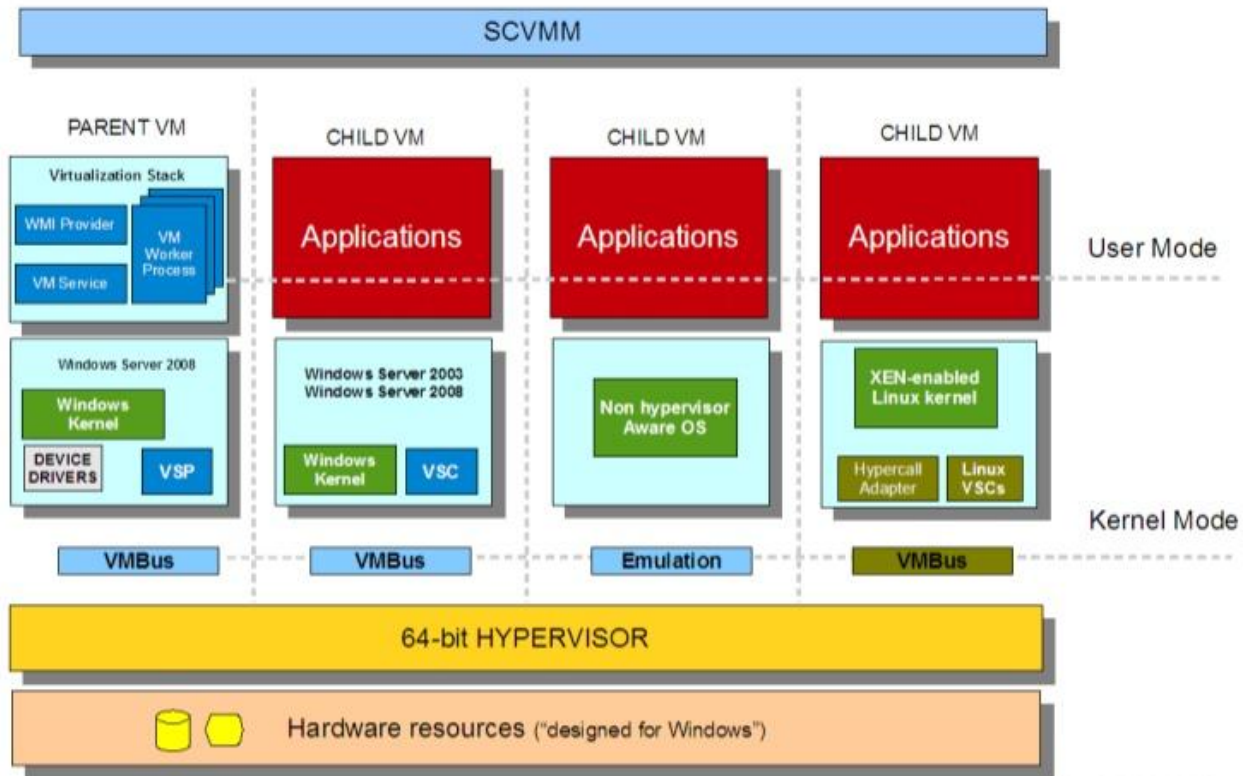 SCVMM
PARENT VM
Virtualization Stack
WMI Provider
VM Service
VM
Worker
Process
Windows Server 2008
Windows
Kernel
DEVICE
DRIVERS
VSP
VMBus
CHILD VM
Applications
Windows Server 2003
Windows Server 2008
Windows
Kernel
VSC
VMBus
CHILD VM
Applications
Non hypervisor
Aware OS
Emulation
CHILD VM
Applications
XEN-enabled
Linux kernel
Hypercall
Adapter
Linux
VSCs
VMBus
User Mode
Kernel Mode
64-bit HYPERVISOR
Hardware resources (“designed for Windows”)